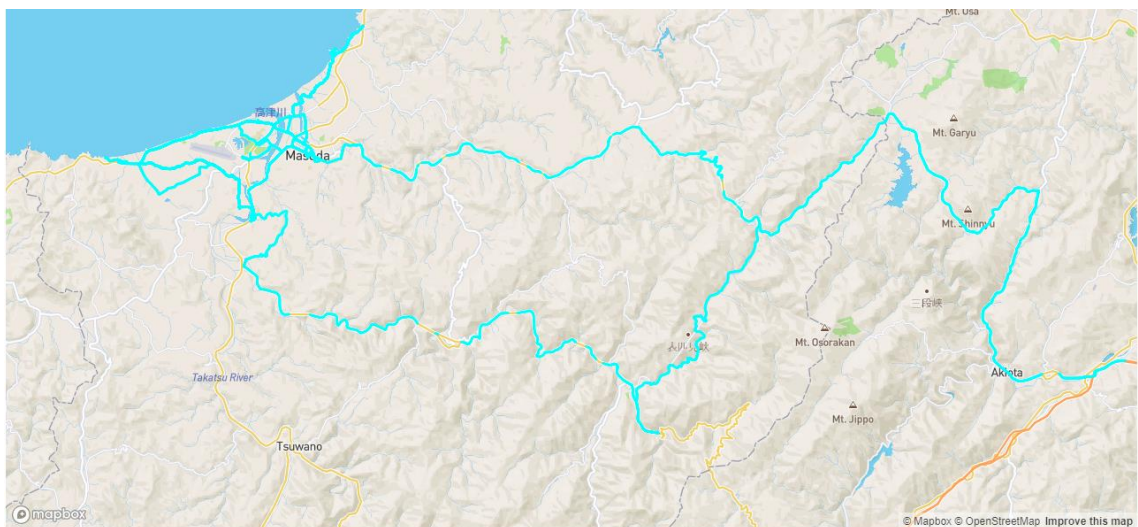 Mt. Osa
高津川
Mt. Garyu
Masuda
Mt. Shinnyu
三段峡
Mt. Osorakan
Akiota
Takatsu River
Mt. Jippo
Tsuwano
mapbox
© Mapbox © OpenStreetMap Improve this map